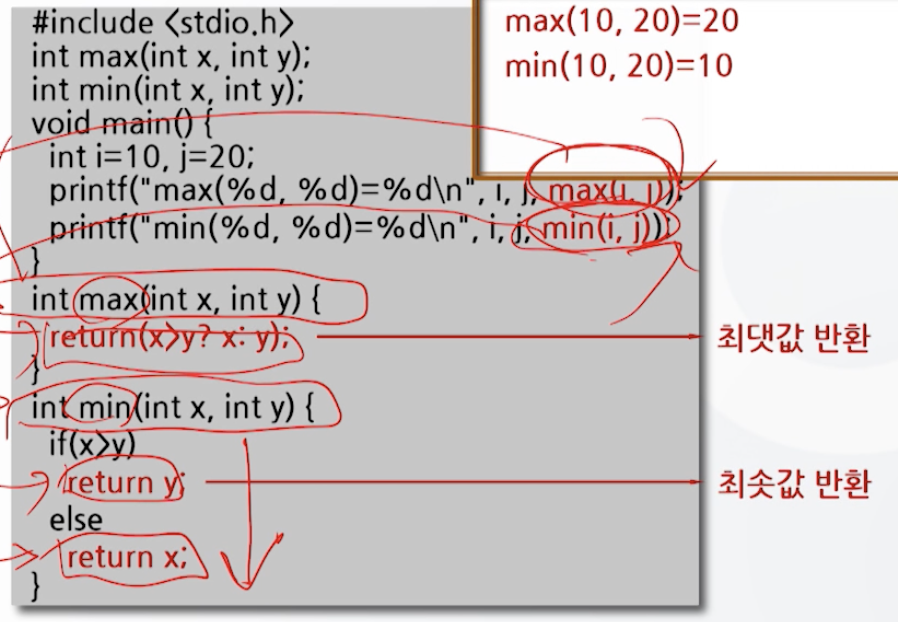 #include <stdio.h>
int max(int x, int y);
int min(int x, int y);
void main() {
int i=10, j=20;
printf("max(%d, %d)=%d\n", i, j, max(i, j));
printf("min(%d, %d)=%d\n", i, j, min(i, j));
}
int max(int x, int y) {
return(x>y? x: y);
}
int min(int x, int y) {
if(x>y)
return y;
else
return x;
}
max(10, 20)=20
min(10, 20)=10
최댓값 반환
최솟값 반환